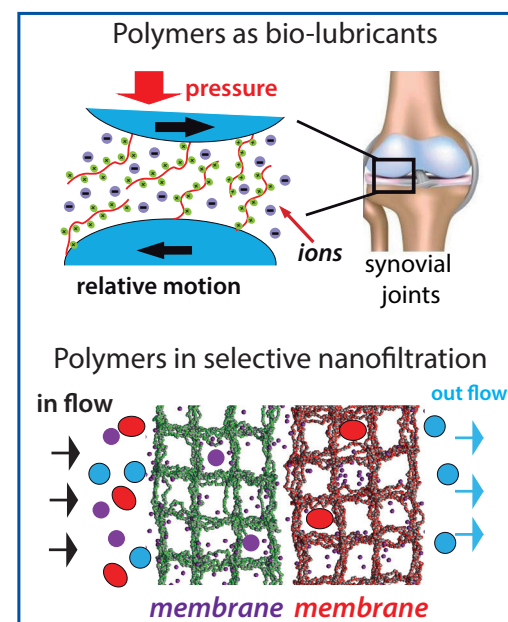 Polymers as bio-lubricants
pressure
ions
relative motion
synovial
joints
Polymers in selective nanofiltration
in flow
out flow
membrane membrane